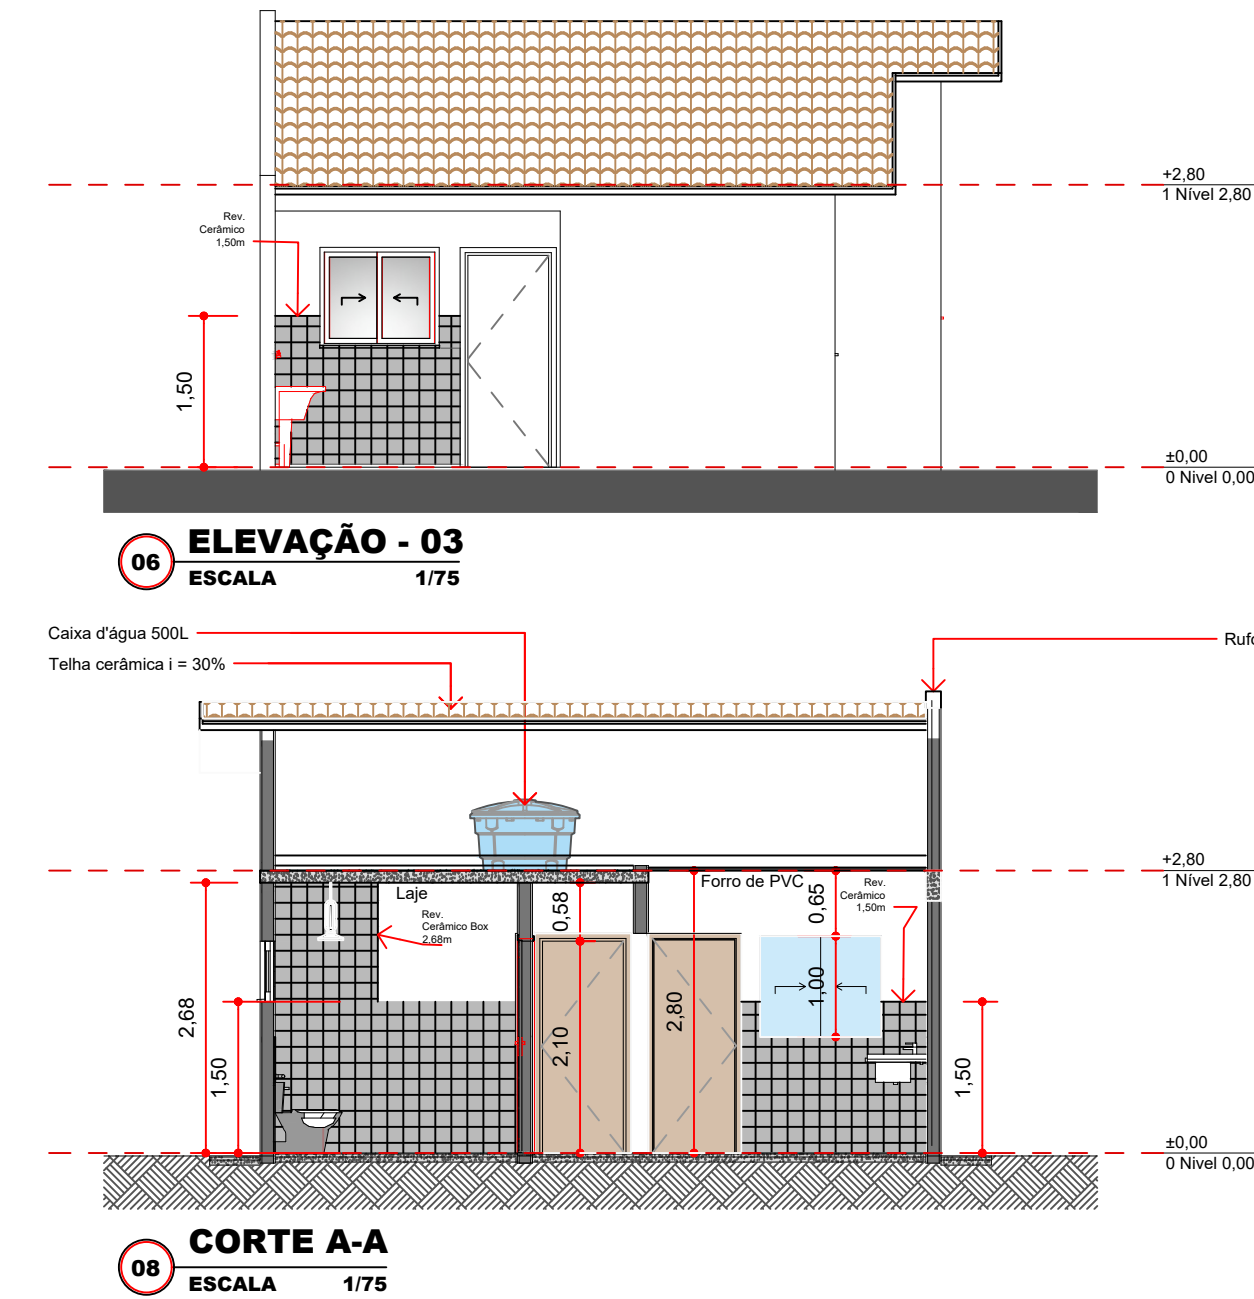 +2,80
1 Nível 2,80
Rev.
Cerâmico
1,50m
1,50
±0,00
0 Nivel 0,00
06
ELEVAÇÃO - 03
ESCALA 1/75
Caixa d'água 500L
Telha cerâmica i = 30%
Rufo
+2,80
1 Nível 2,80
Laje
Forro de PVC
Rev.
Cerâmico Box
2,68m
Rev.
Cerâmico
1,50m
0,58
0,65
1,00
2,68
2,80
2,10
1,50
1,50
±0,00
0 Nivel 0,00
08
CORTE A-A
ESCALA 1/75